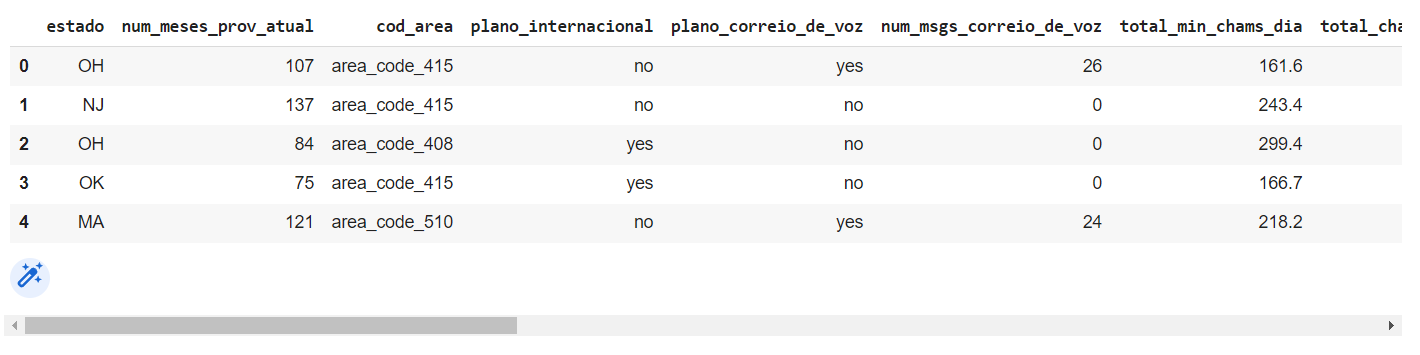 estado num_meses_prov_atual cod_area plano_internacional plano_correio_de_voz num_msgs_correio_de_voz total_min_chams_dia total_cha
0 OH 107 area_code_415 no yes 26 161.6
1 NJ 137 area_code_415 no no 0 243.4
2 OH 84 area_code_408 yes no 0 299.4
3 OK 75 area_code_415 yes no 0 166.7
4 MA 121 area_code_510 no yes 24 218.2